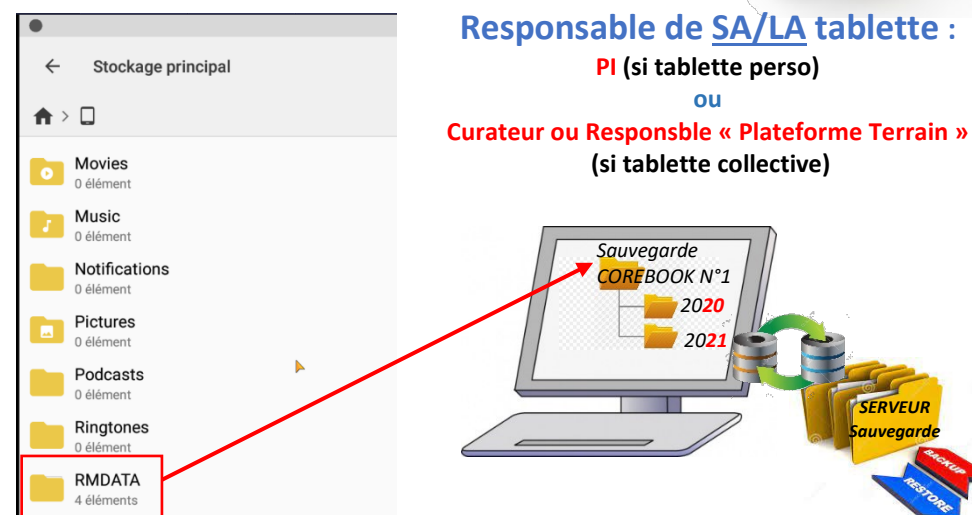 Stockage principal
Movies
0 élément
Music
0 élément
Notifications
0 élément
Pictures
0 élément
Podcasts
0 élément
Ringtones
0 élément
RMDATA
4 éléments
Responsable de SA/LA tablette :
PI (si tablette perso)
ou
Curateur ou Responsble « Plateforme Terrain »
(si tablette collective)
Sauvegarde
COREBOOK N°1
2020
2021
SERVEUR
Sauvegarde
BACKUP
RESTORE